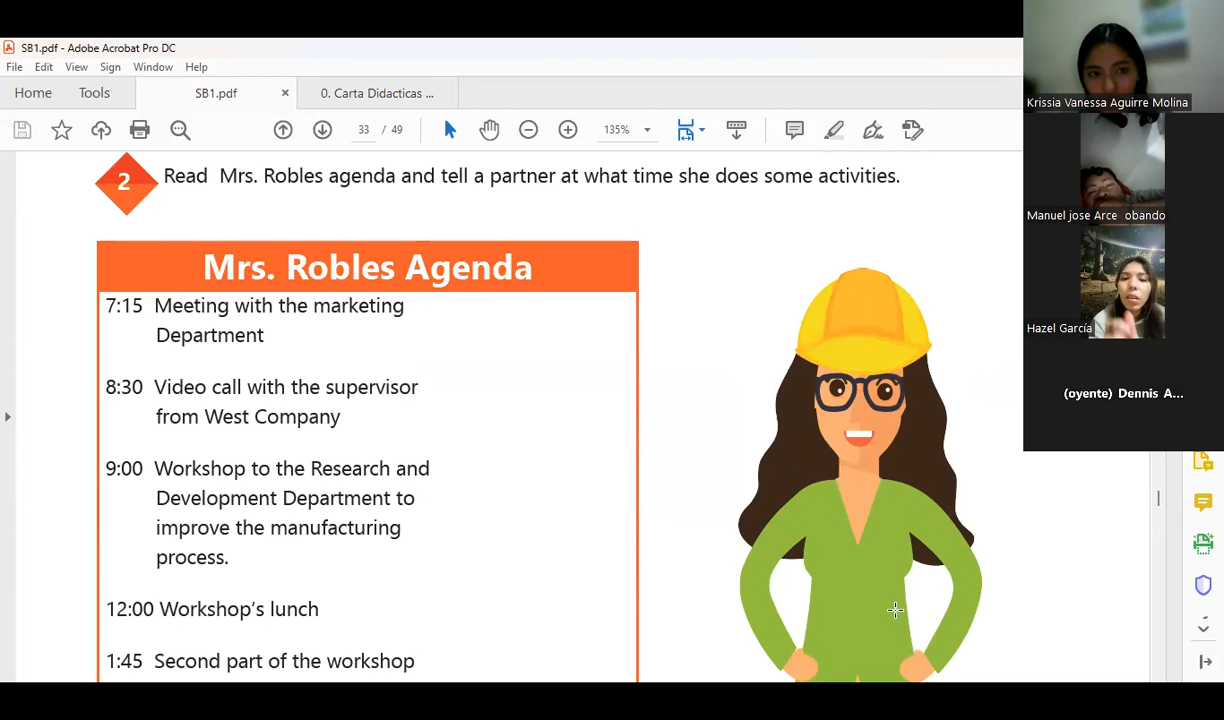 SB1.pdf - Adobe Acrobat Pro DC
File Edit View Sign Window Help
Home Tools SB1.pdf × 0. Carta Didacticas ...
33 / 49 135%
2 Read Mrs. Robles agenda and tell a partner at what time she does some activities.
Mrs. Robles Agenda
7:15 Meeting with the marketing
Department
8:30 Video call with the supervisor
from West Company
9:00 Workshop to the Research and
Development Department to
improve the manufacturing
process.
12:00 Workshop's lunch
1:45 Second part of the workshop
Krissia Vanessa Aguirre Molina
Manuel jose Arce obando
Hazel García
(oyente) Dennis A...